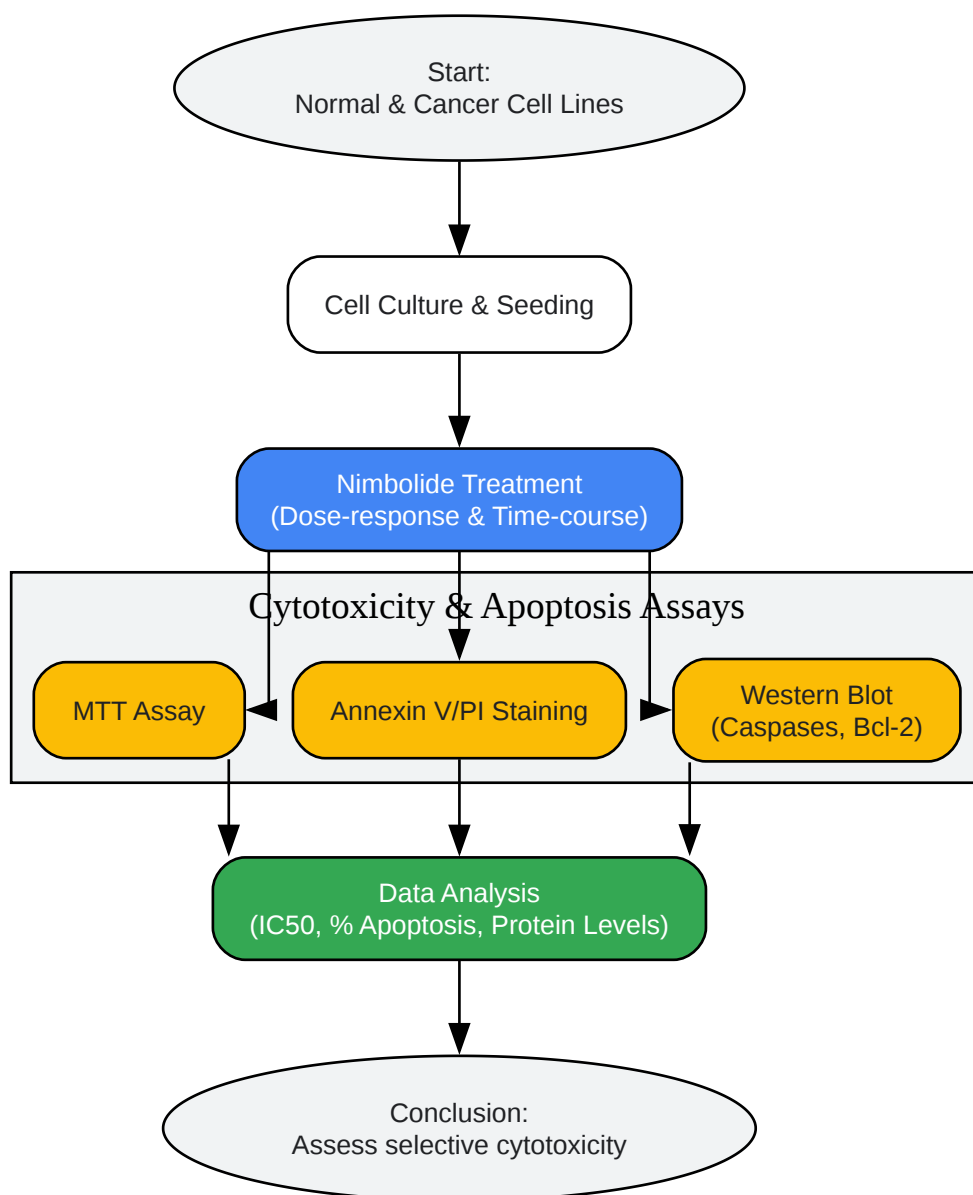 Start:
Normal & Cancer Cell Lines
Cell Culture & Seeding
Nimbolide Treatment
(Dose-response & Time-course)
Cytotoxicity & Apoptosis Assays
MTT Assay
Annexin V/PI Staining
Western Blot
(Caspases, Bcl-2)
Data Analysis
(IC50, % Apoptosis, Protein Levels)
Conclusion:
Assess selective cytotoxicity